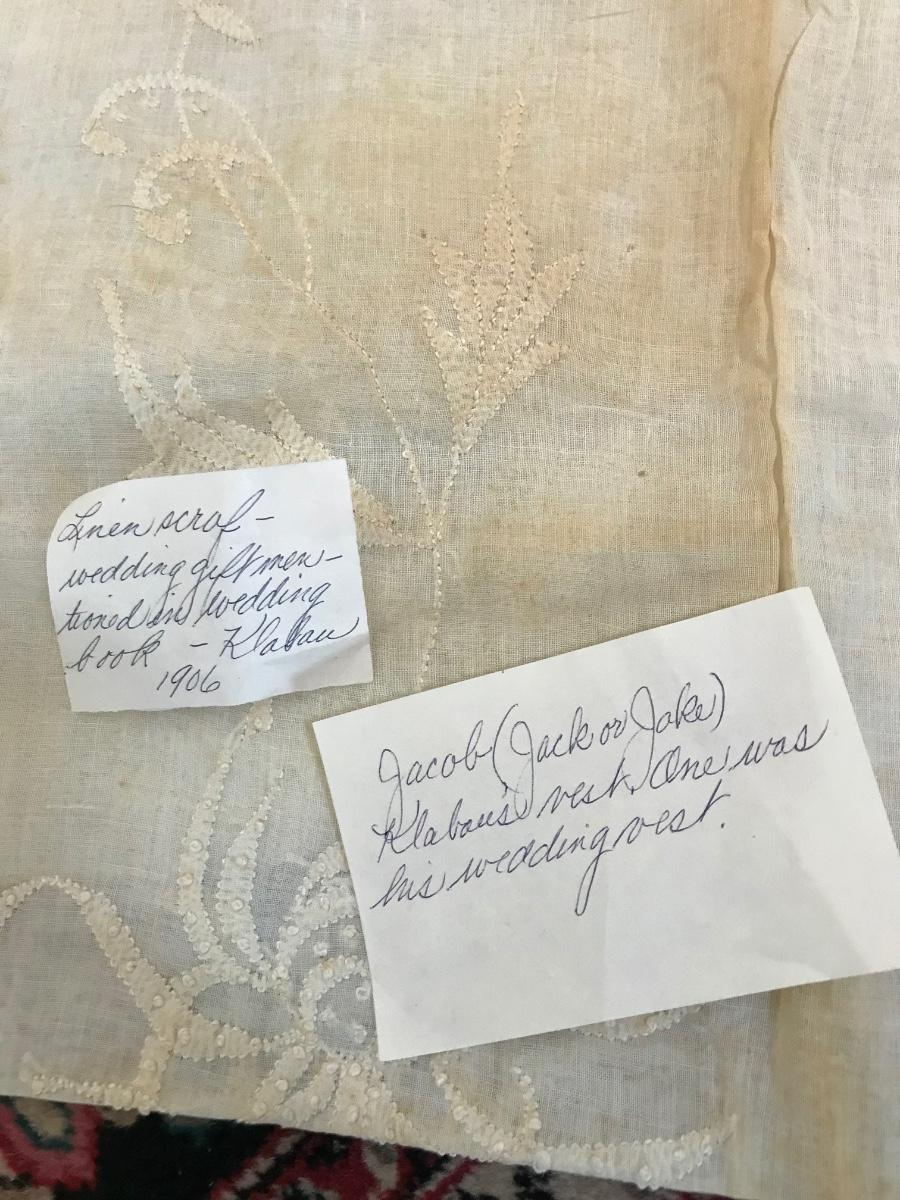 Linen scraf -
wedding gift men-
tioned in wedding
book - Klabau
1906
Jacob (Jack or Jake)
Klabau's vest. One was
his wedding vest.